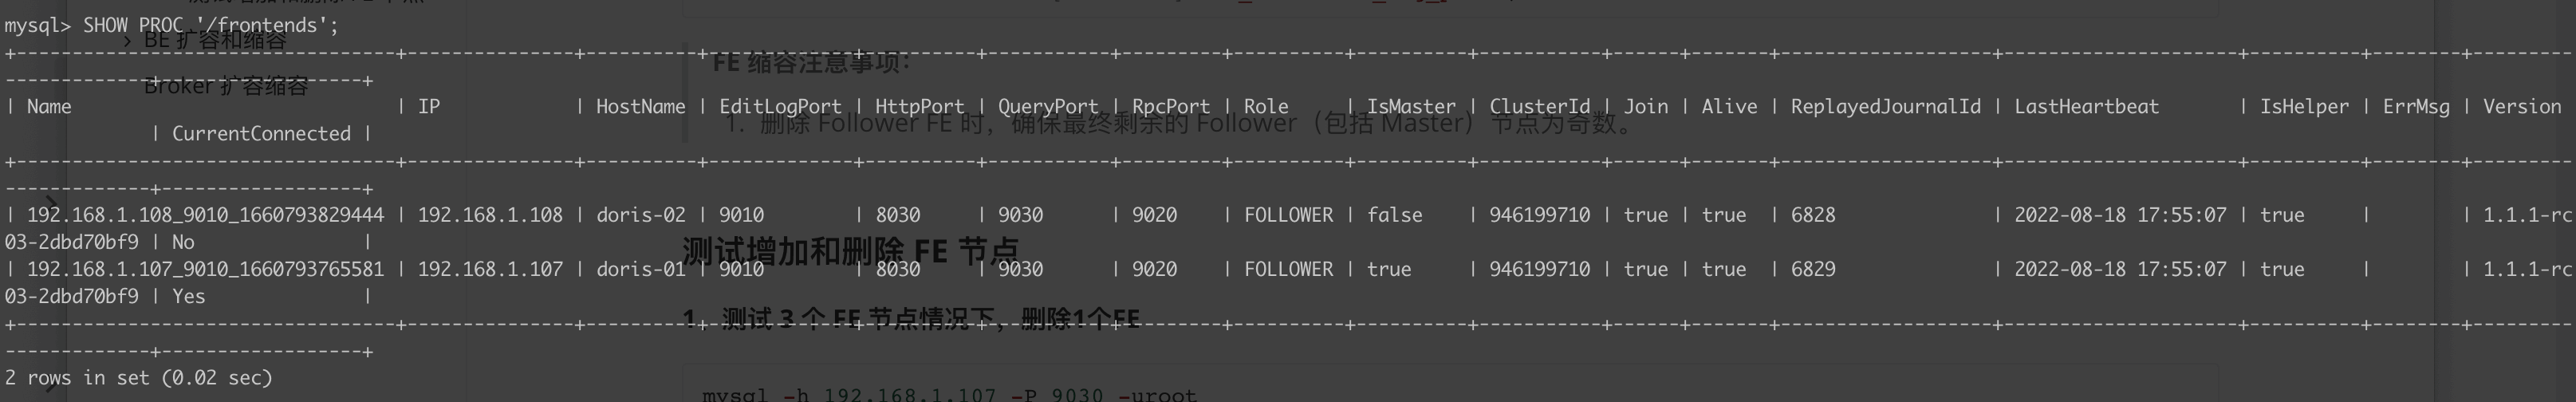 mysql> SHOW PROC '/frontends';
BE 扩容和缩容
FE 缩容注意事项：
Broker 扩容缩容
| Name | IP | HostName | EditLogPort | HttpPort | QueryPort | RpcPort | Role | IsMaster | ClusterId | Join | Alive | ReplayedJournalId | LastHeartbeat | IsHelper | ErrMsg | Version
1. 删除 Follower FE 时，确保最终剩余的 Follower（包括 Master）节点为奇数。
| CurrentConnected |
| 192.168.1.108_9010_1660793829444 | 192.168.1.108 | doris-02 | 9010 | 8030 | 9030 | 9020 | FOLLOWER | false | 946199710 | true | true | 6828 | 2022-08-18 17:55:07 | true | | 1.1.1-rc
03-2dbd70bf9 | No |
测试增加和删除 FE 节点
| 192.168.1.107_9010_1660793765581 | 192.168.1.107 | doris-01 | 9010 | 8030 | 9030 | 9020 | FOLLOWER | true | 946199710 | true | true | 6829 | 2022-08-18 17:55:07 | true | | 1.1.1-rc
03-2dbd70bf9 | Yes |
1、测试 3 个 FE 节点情况下，删除1个FE
2 rows in set (0.02 sec)
mysql -h 192.168.1.107 -P 9030 -uroot